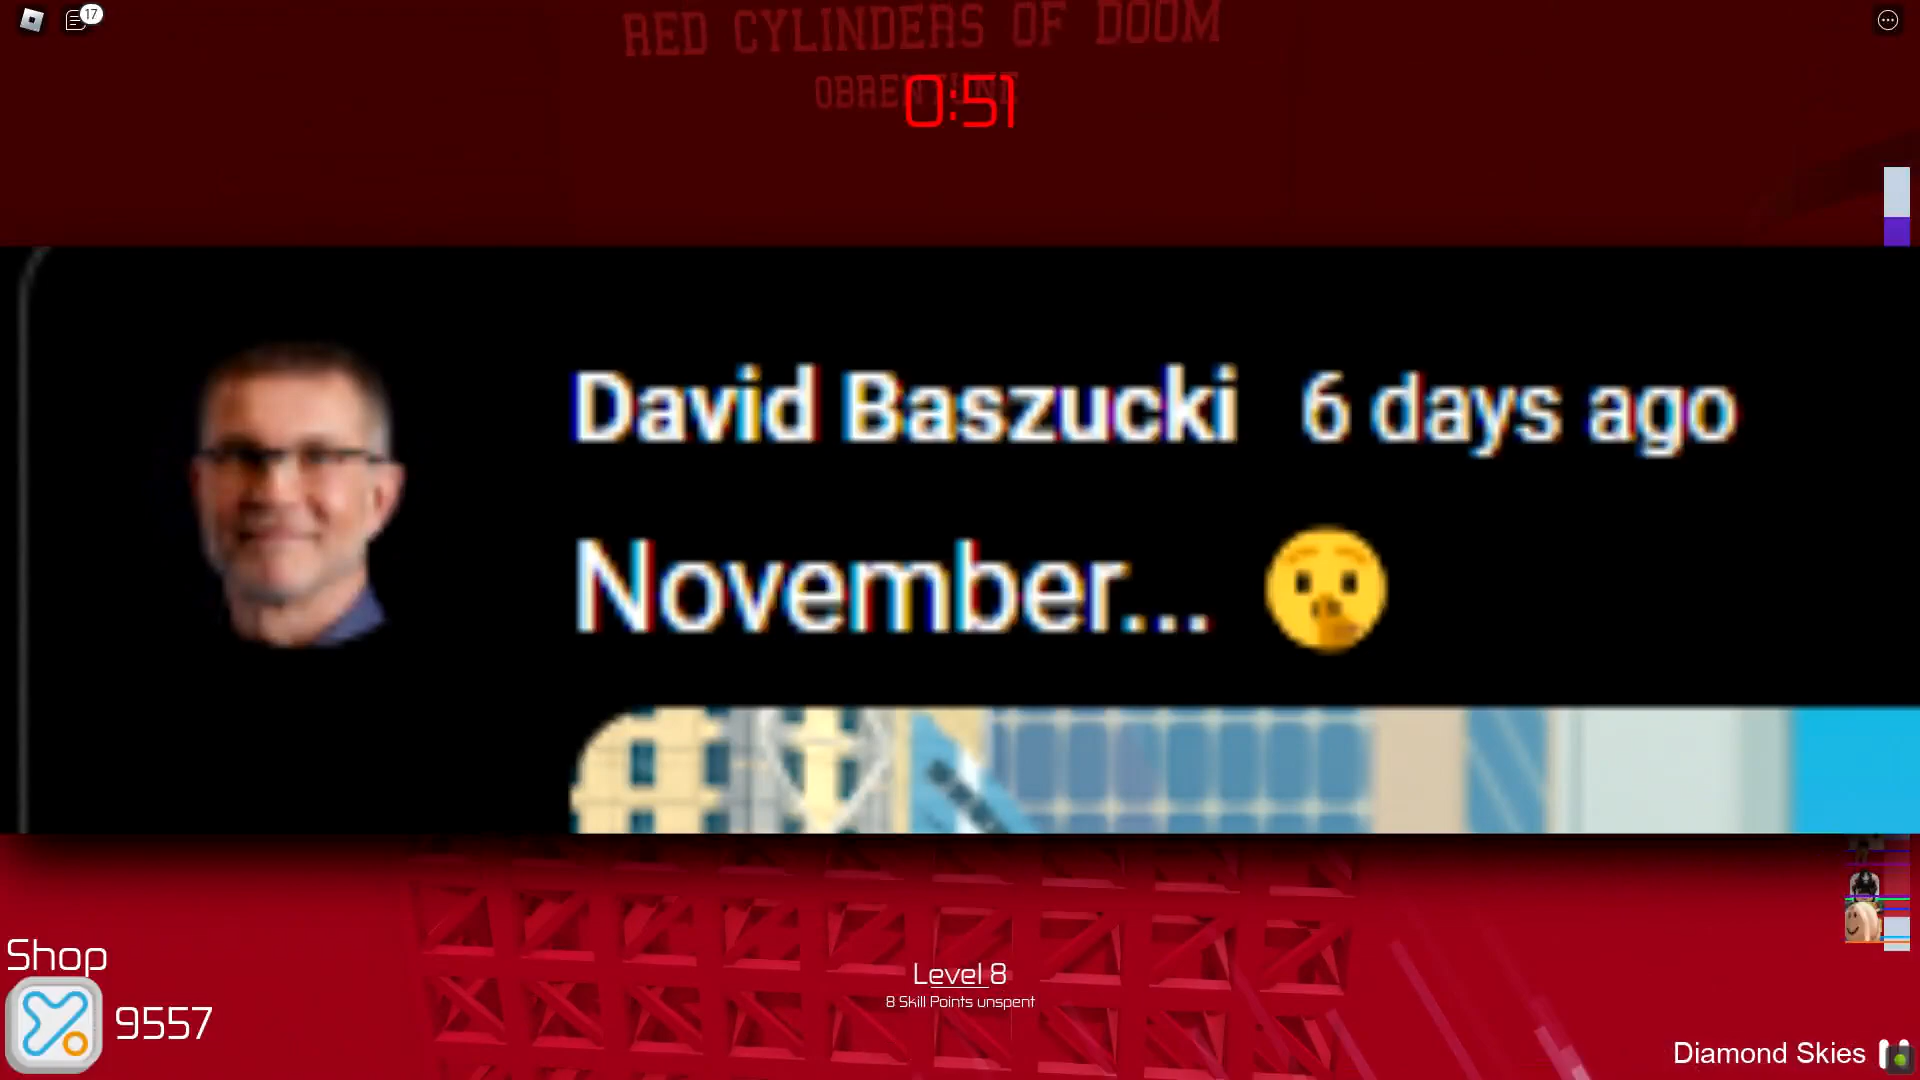 17
RED CYLINDERS OF DOOM
0:51
David Baszucki 6 days ago
November...
Shop
9557
Level 8
8 Skill Points unspent
Diamond Skies